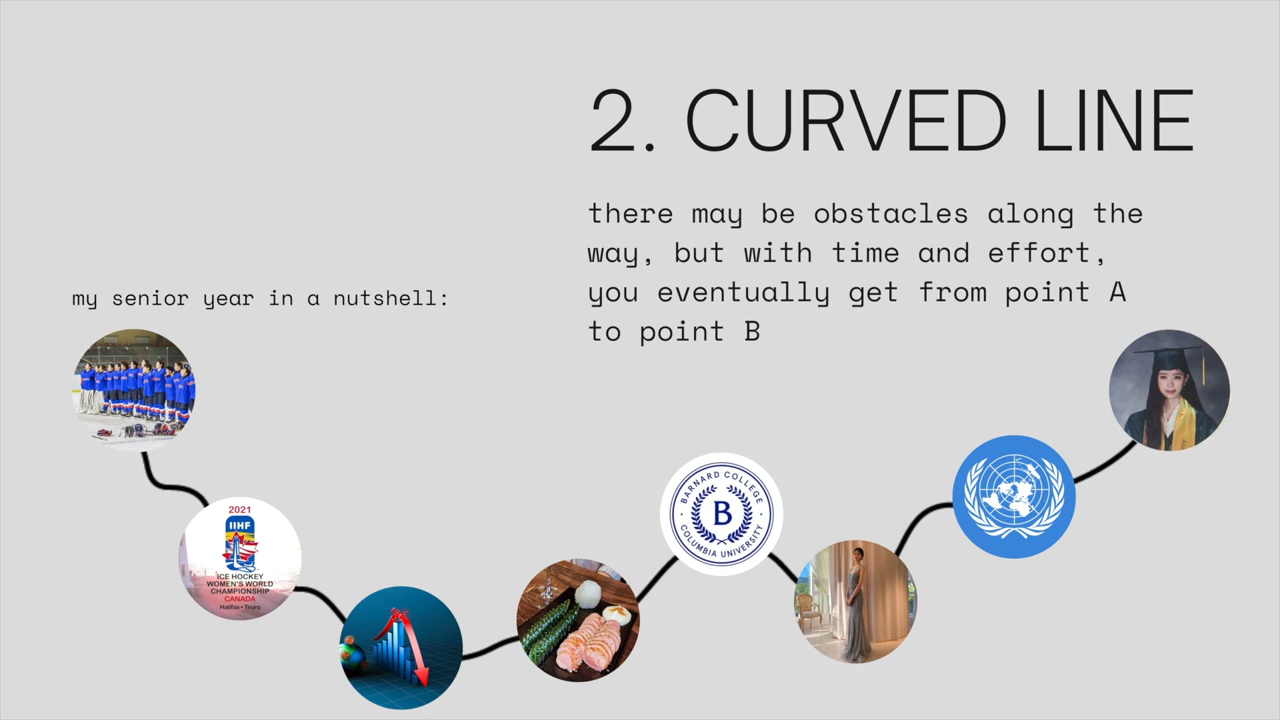 2. CURVED LINE
there may be obstacles along the
way, but with time and effort,
you eventually get from point A
to point B
my senior year in a nutshell:
2021
IIHF
ICE HOCKEY
WOMEN'S WORLD
CHAMPIONSHIP
CANADA
Halifax • Truro
BARNARD COLLEGE
B
COLUMBIA UNIVERSITY